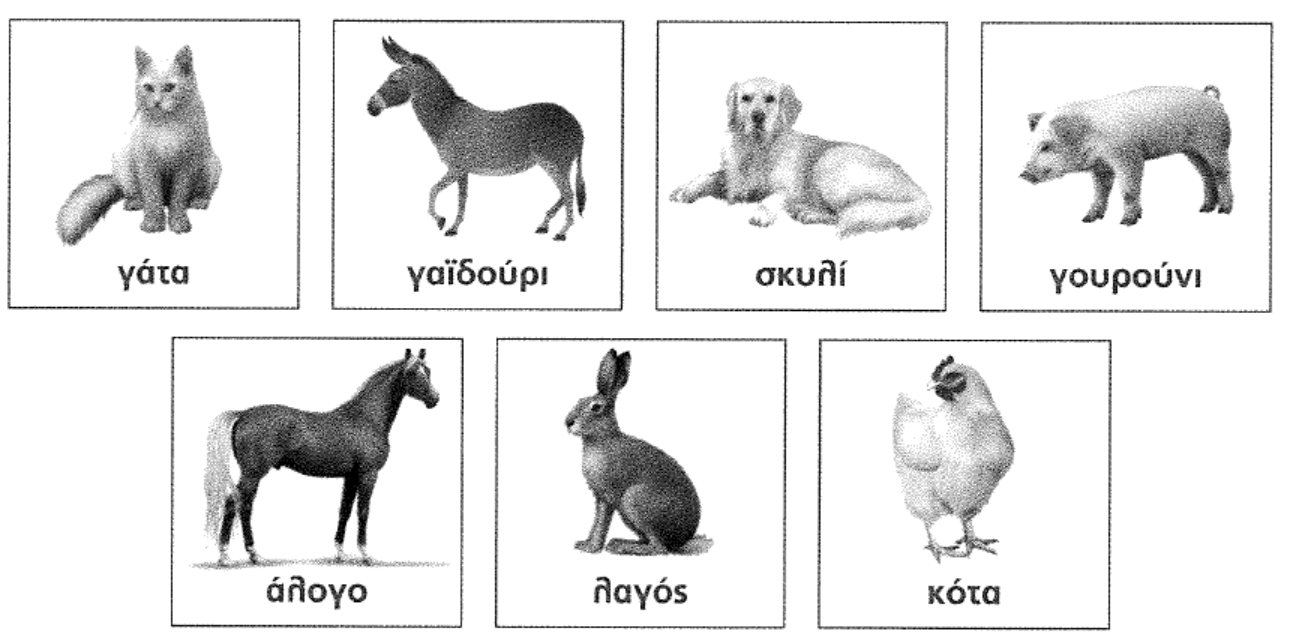 γάτα
γαϊδούρι
σκυλί
γουρούνι
άλογο
λαγός
κότα